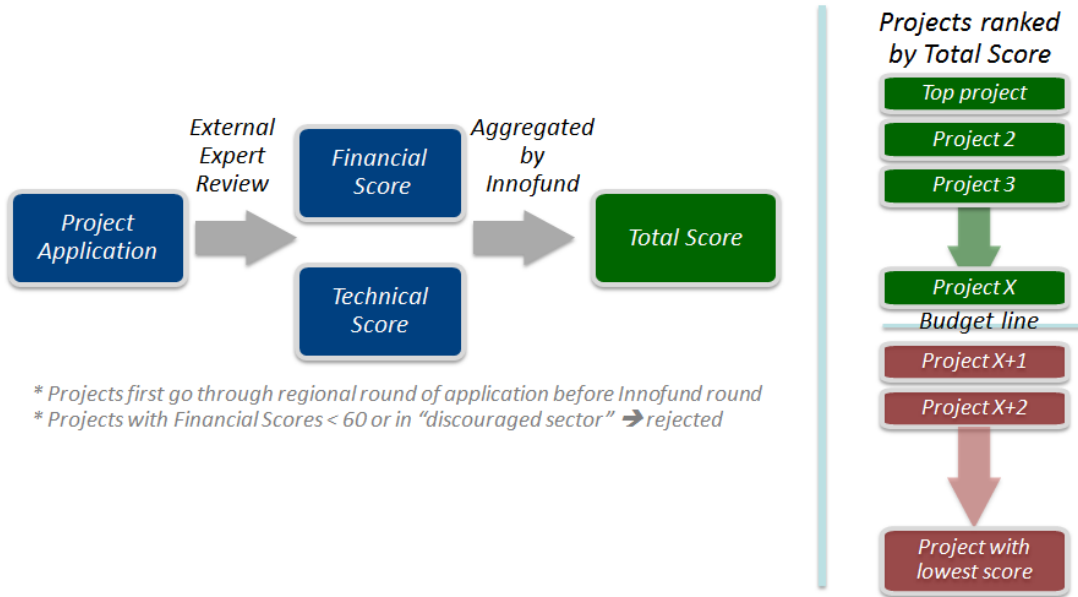 Project
Application
External
Expert
Review
Financial
Score
Technical
Score
Aggregated
by
Innofund
Total Score
* Projects first go through regional round of application before Innofund round
* Projects with Financial Scores < 60 or in “discouraged sector” ➔ rejected
Projects ranked
by Total Score
Top project
Project 2
Project 3
Project X
Budget line
Project X+1
Project X+2
Project with
lowest score